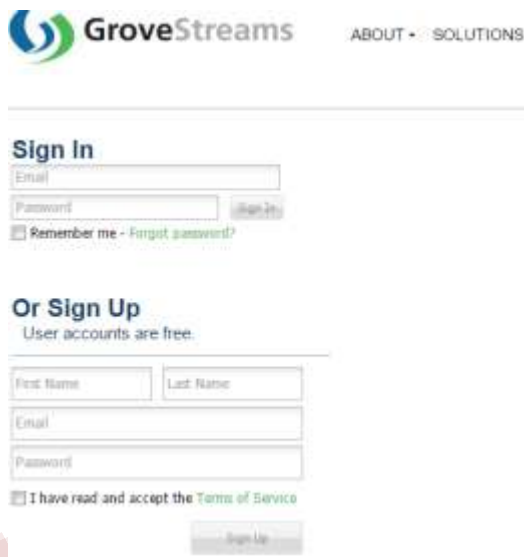 GroveStreams ABOUT SOLUTIONS
Sign In
Email
Password Sign In
Remember me - Forgot password?
Or Sign Up
User accounts are free.
First Name Last Name
Email
Password
I have read and accept the Terms of Service
Sign Up